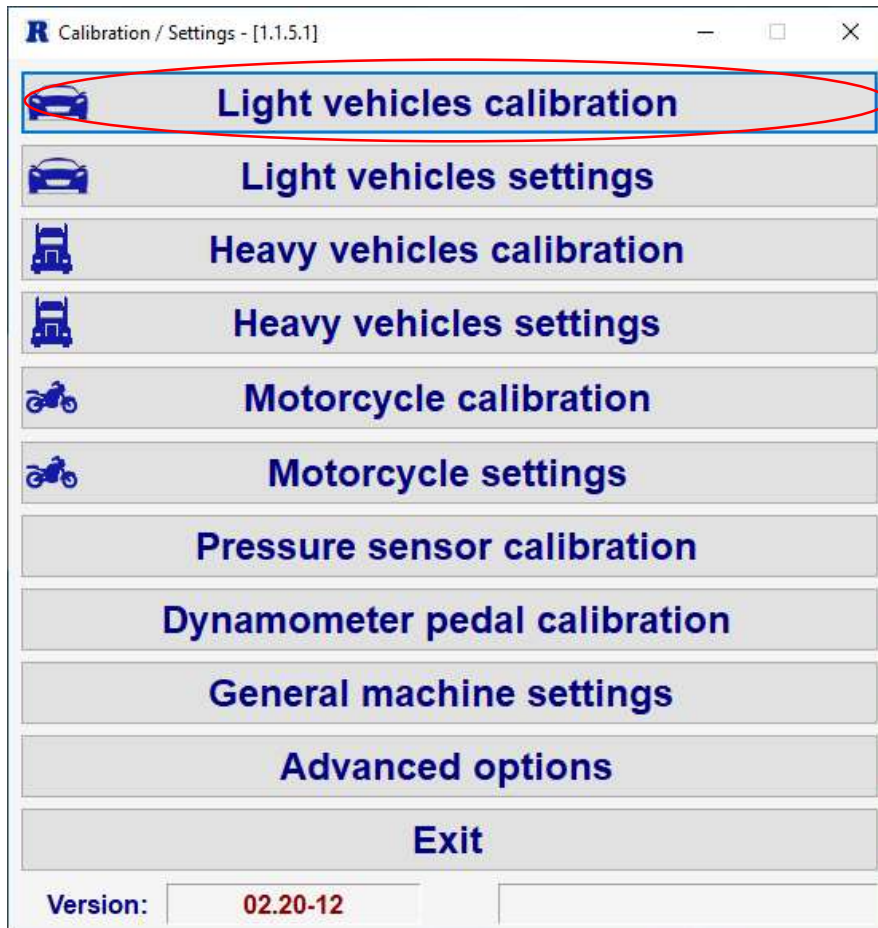 R Calibration / Settings - [1.1.5.1]
Light vehicles calibration
Light vehicles settings
Heavy vehicles calibration
Heavy vehicles settings
Motorcycle calibration
Motorcycle settings
Pressure sensor calibration
Dynamometer pedal calibration
General machine settings
Advanced options
Exit
Version: 02.20-12